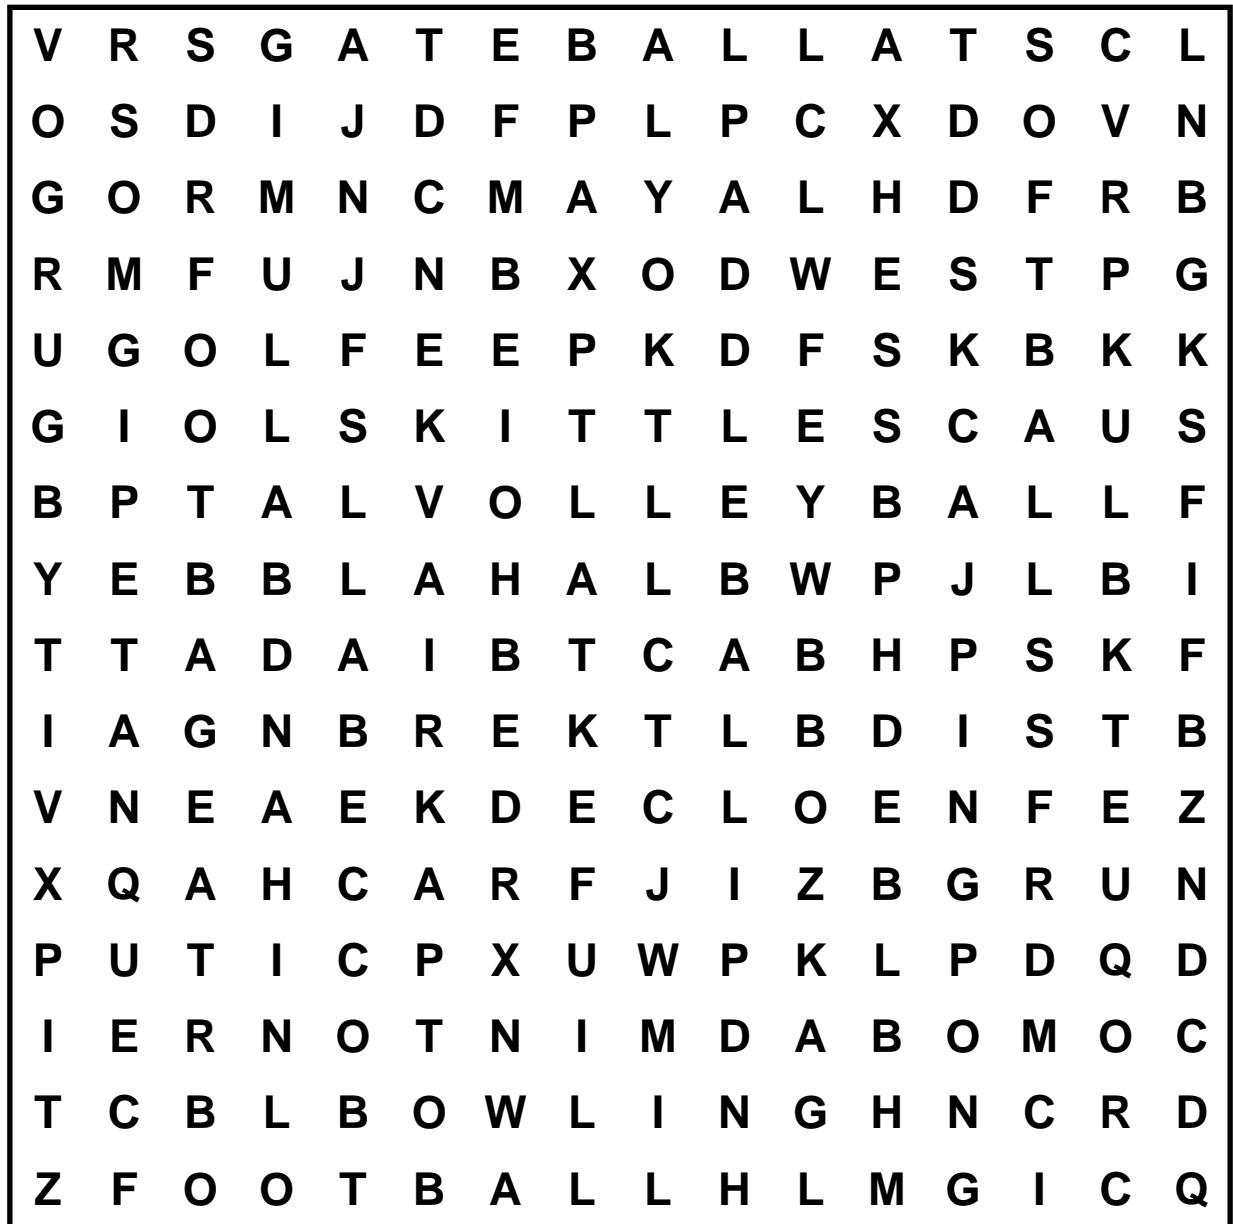 V R S G A T E B A L L A T S C L
O S D I J D F P L P C X D O V N
G O R M N C M A Y A L H D F R B
R M F U J N B X O D W E S T P G
U G O L F E E P K D F S K B K K
G I O L S K I T T L E S C A U S
B P T A L V O L L E Y B A L L F
Y E B B L A H A L B W P J L B I
T T A D A I B T C A B H P S K F
I A G N B R E K T L B D I S T B
V N E A E K D E C L O E N F E Z
X Q A H C A R F J I Z B G R U N
P U T I C P X U W P K L P D Q D
I E R N O T N I M D A B O M O C
T C B L B O W L I N G H N C R D
Z F O O T B A L L H L M G I C Q